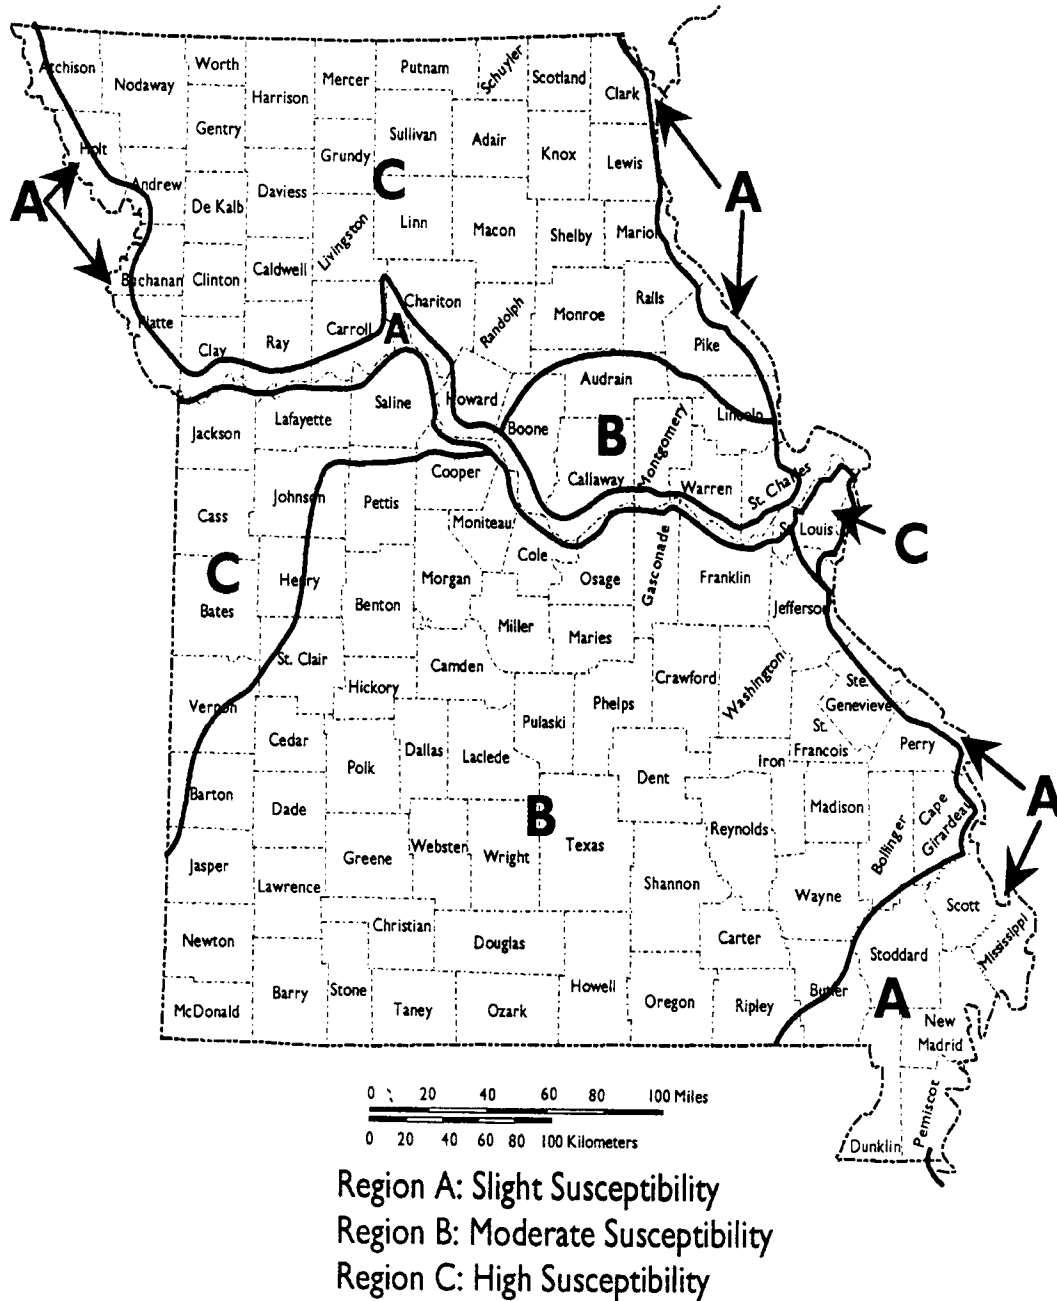 Atchison
Nodaway
Worth
Harrison
Mercer
Putnam
Schuyler
Scotland
Clark
Gentry
Sullivan
Adair
Knox
Lewis
A
Holt
Andrew
De Kalb
Daviess
Grundy
C
Linn
Macon
Shelby
Marion
A
Livingston
Buchanan
Clinton
Caldwell
Chariton
Randolph
Monroe
Ralls
Platte
Clay
Ray
Carroll
A
Pike
Audrain
Jackson
Lafayette
Saline
Howard
Boone
B
Montgomery
Lincoln
Callaway
Warren
St. Charles
Cass
Johnson
Pettis
Cooper
Moniteau
St. Louis
C
C
Bates
Henry
Benton
Morgan
Cole
Osage
Gasconade
Franklin
Jefferson
Miller
Maries
St. Clair
Camden
Crawford
Washington
Vernon
Hickory
Pulaski
Phelps
Ste.
Genevieve
St.
Francois
Perry
Cedar
Polk
Dallas
Laclede
Dent
Iron
A
Barton
Dade
B
Texas
Reynolds
Madison
Bollinger
Cape
Girardeau
Jasper
Lawrence
Greene
Webster
Wright
Shannon
Wayne
Scott
Mississippi
Newton
Christian
Douglas
Carter
Stoddard
McDonald
Barry
Stone
Taney
Ozark
Howell
Oregon
Ripley
Butler
A
New
Madrid
Pemiscot
Dunklin
0 20 40 60 100 Miles
0 20 40 60 80 100 Kilometers
Region A: Slight Susceptibility
Region B: Moderate Susceptibility
Region C: High Susceptibility